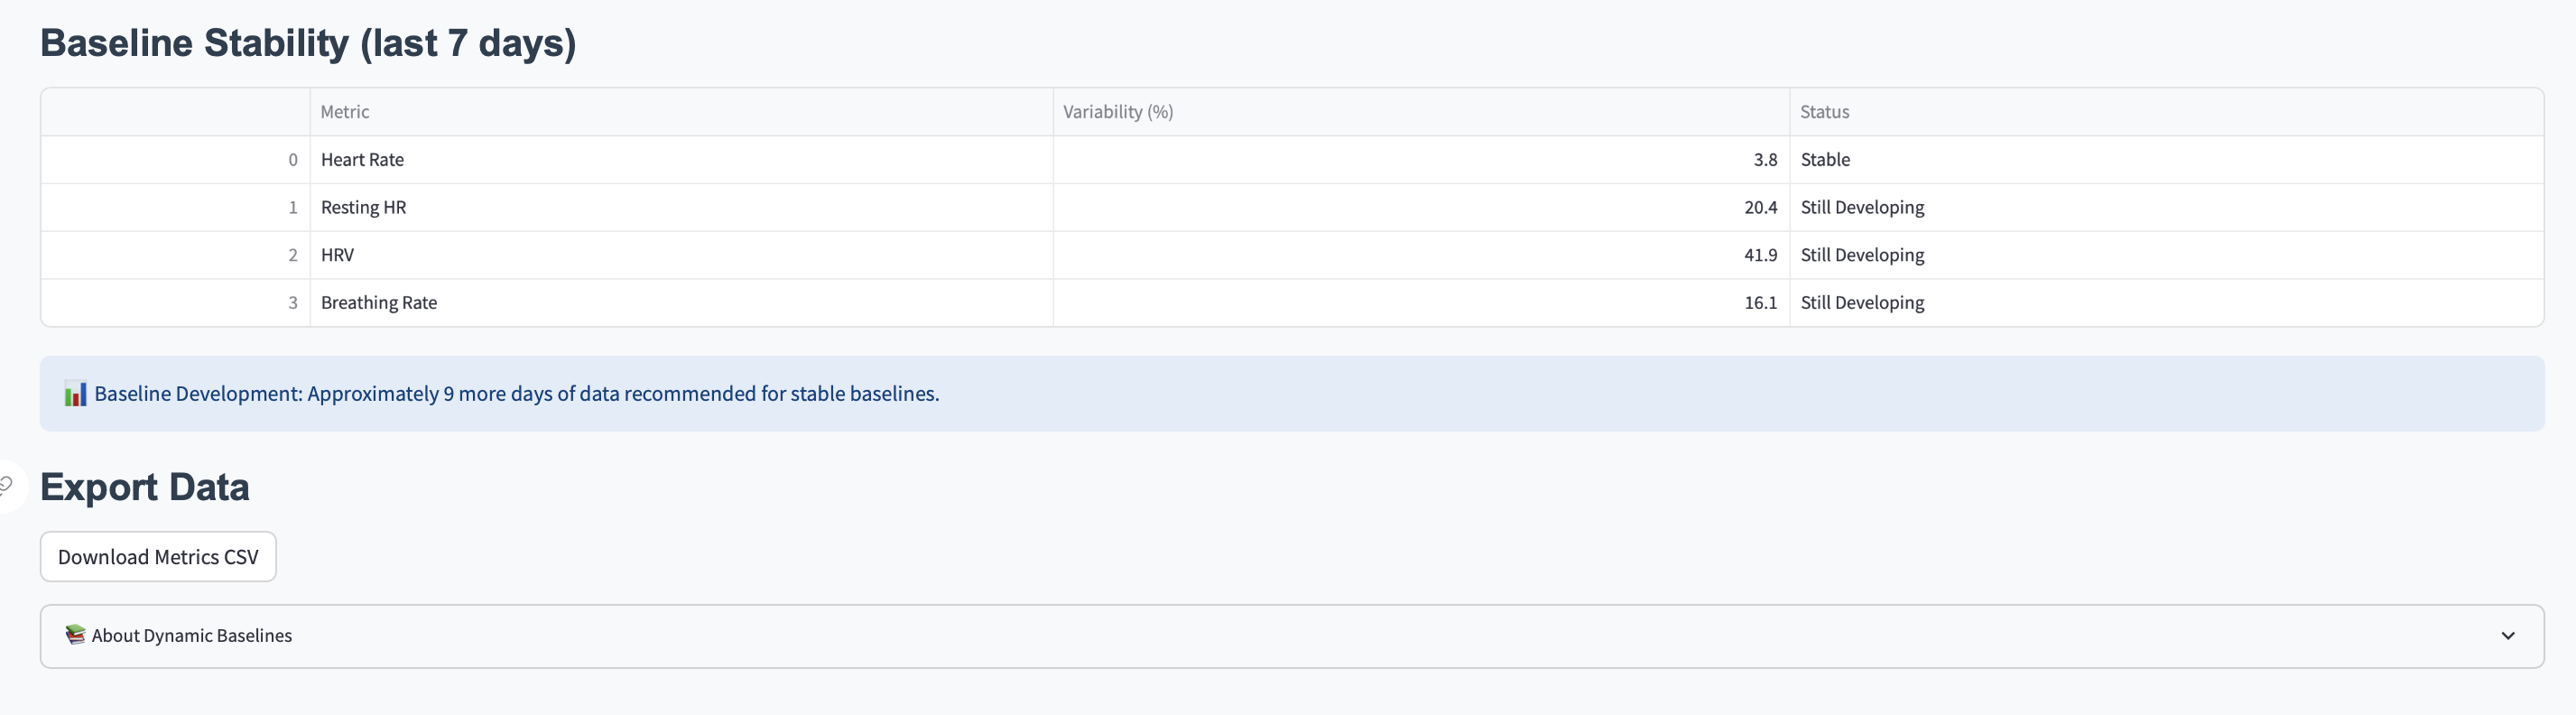 Baseline Stability (last 7 days)
Metric Variability (%) Status
0 Heart Rate 3.8 Stable
1 Resting HR 20.4 Still Developing
2 HRV 41.9 Still Developing
3 Breathing Rate 16.1 Still Developing
Baseline Development: Approximately 9 more days of data recommended for stable baselines.
Export Data
Download Metrics CSV
About Dynamic Baselines